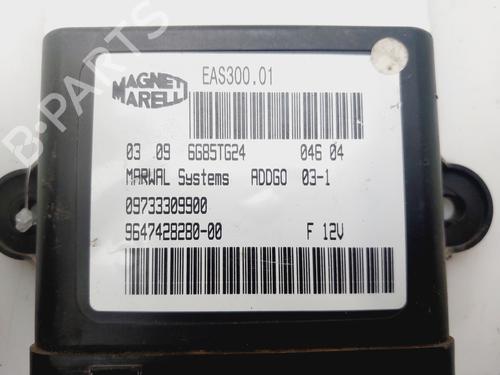 B-PARTS
MAGNETI
MARELLI
EAS300.01
03 09 6G85TG24 046 04
MARWAL Systems ADDGO 03-1
09733309900
9647428280-00 F 12V